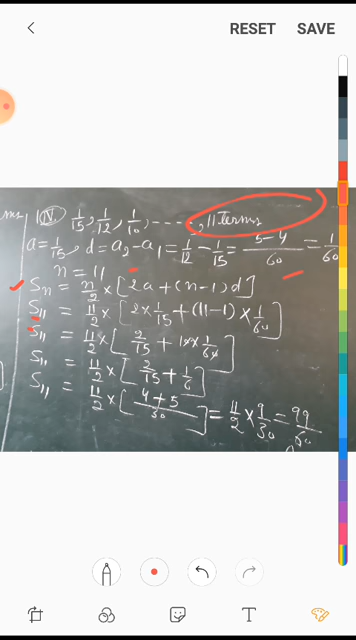 RESET SAVE
ms (IV) 1/15, 1/12, 1/10, ------, 11 Terms
a = 1/15, d = a₂ - a₁ = 1/12 - 1/15 = 5-4/60 = 1/60
n = 11
Sₙ = n/2 × [2a + (n-1)d]
S₁₁ = 11/2 × [2 × 1/15 + (11-1) × 1/60]
S₁₁ = 11/2 × [2/15 + 10 × 1/60]
S₁₁ = 11/2 × [2/15 + 1/6]
S₁₁ = 11/2 × [4+5/30] = 11/2 × 9/30 = 99/60
T